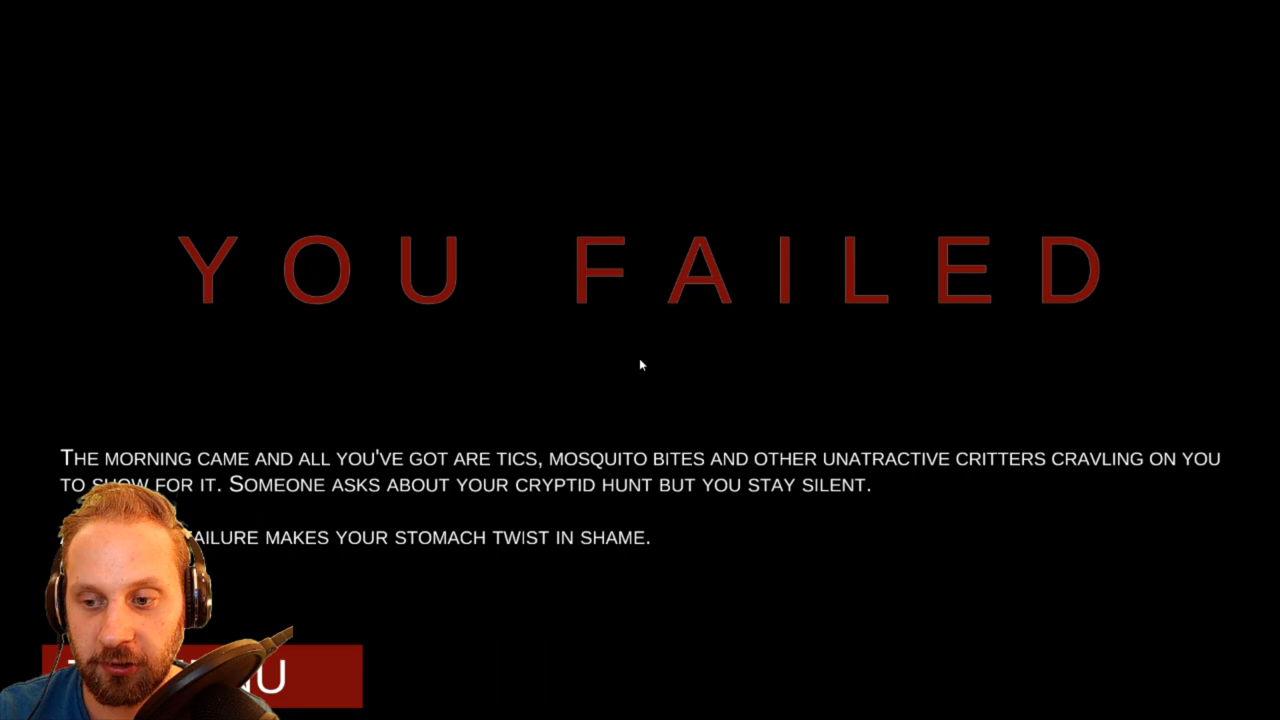 YOU FAILED
THE MORNING CAME AND ALL YOU'VE GOT ARE TICS, MOSQUITO BITES AND OTHER UNATRACTIVE CRITTERS CRAVLING ON YOU
TO SHOW FOR IT. SOMEONE ASKS ABOUT YOUR CRYPTID HUNT BUT YOU STAY SILENT.
FAILURE MAKES YOUR STOMACH TWIST IN SHAME.